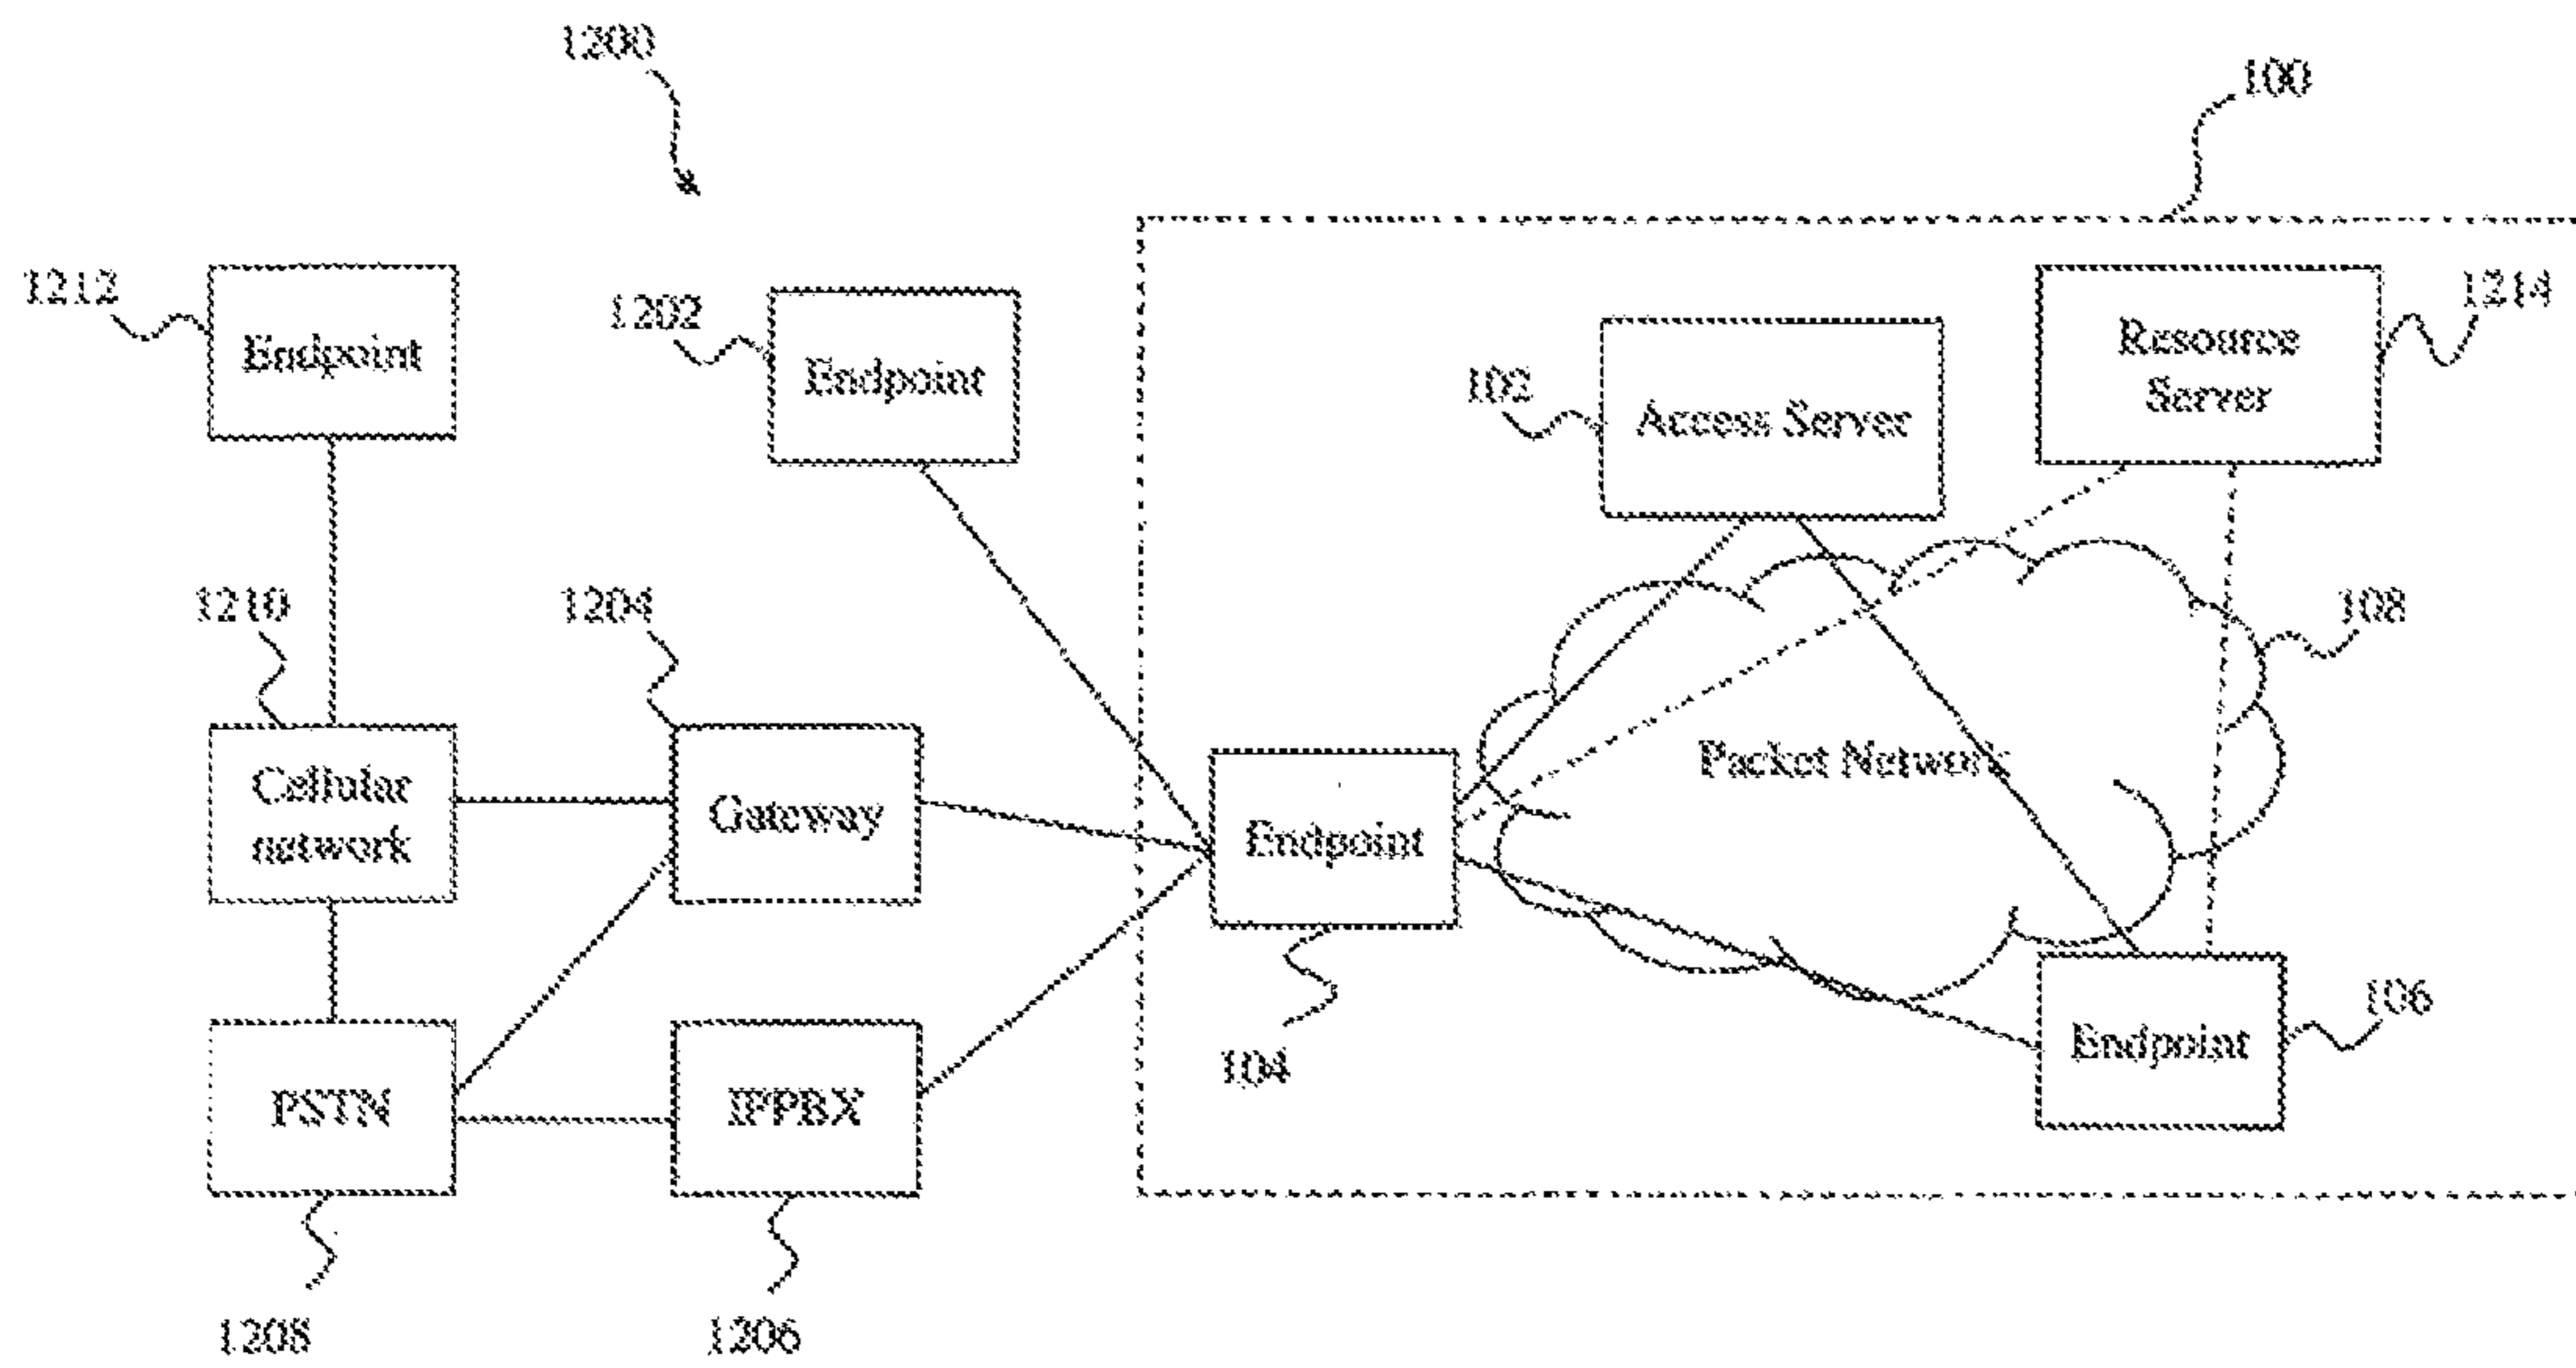 1200
100
1212
Endpoint
1202
Endpoint
102
Access Server
Resource
Server
1214
1210
Cellular
network
1204
Gateway
Endpoint
104
Packet Network
108
PSTN
1208
IPPBX
1206
Endpoint
106